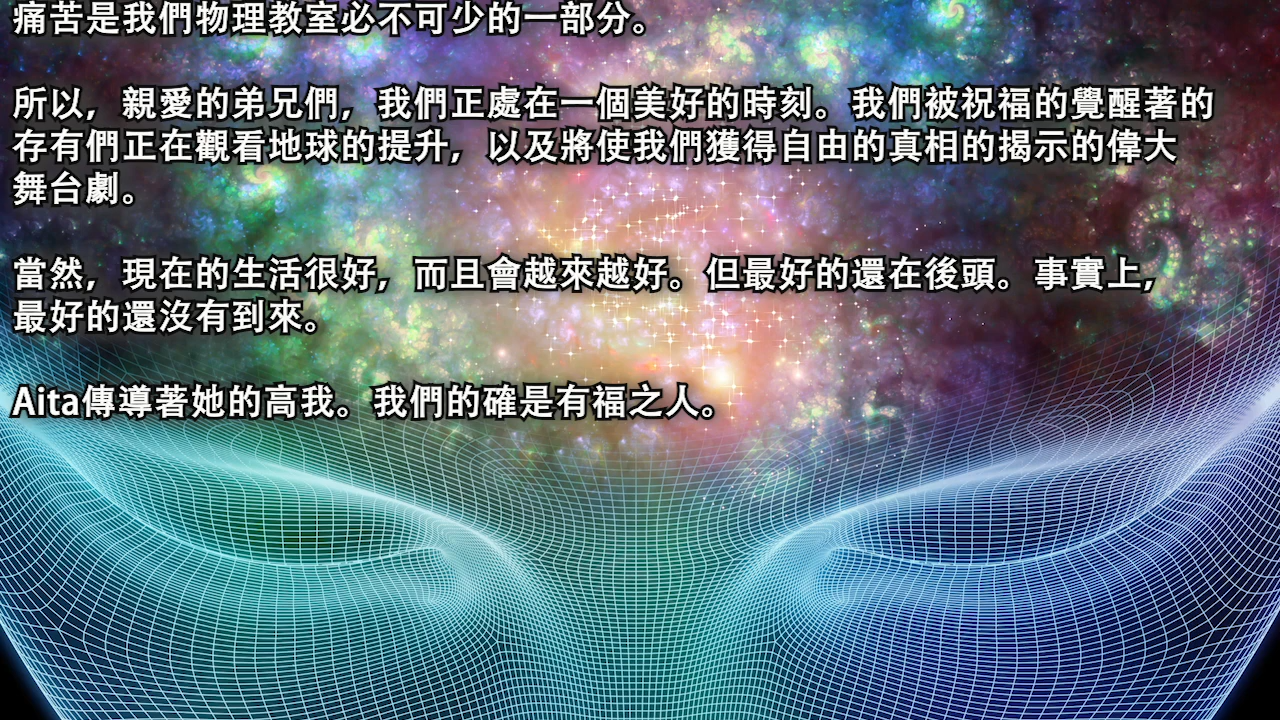 痛苦是我們物理教室必不可少的一部分。
所以，親愛的弟兄們，我們正處在一個美好的時刻。我們被祝福的覺醒著的
存有們正在觀看地球的提升，以及將使我們獲得自由的真相的揭示的偉大
舞台劇。
當然，現在的生活很好，而且會越來越好。但最好的還在後頭。事實上，
最好的還沒有到來。
Aita傳導著她的高我。我們的確是有福之人。